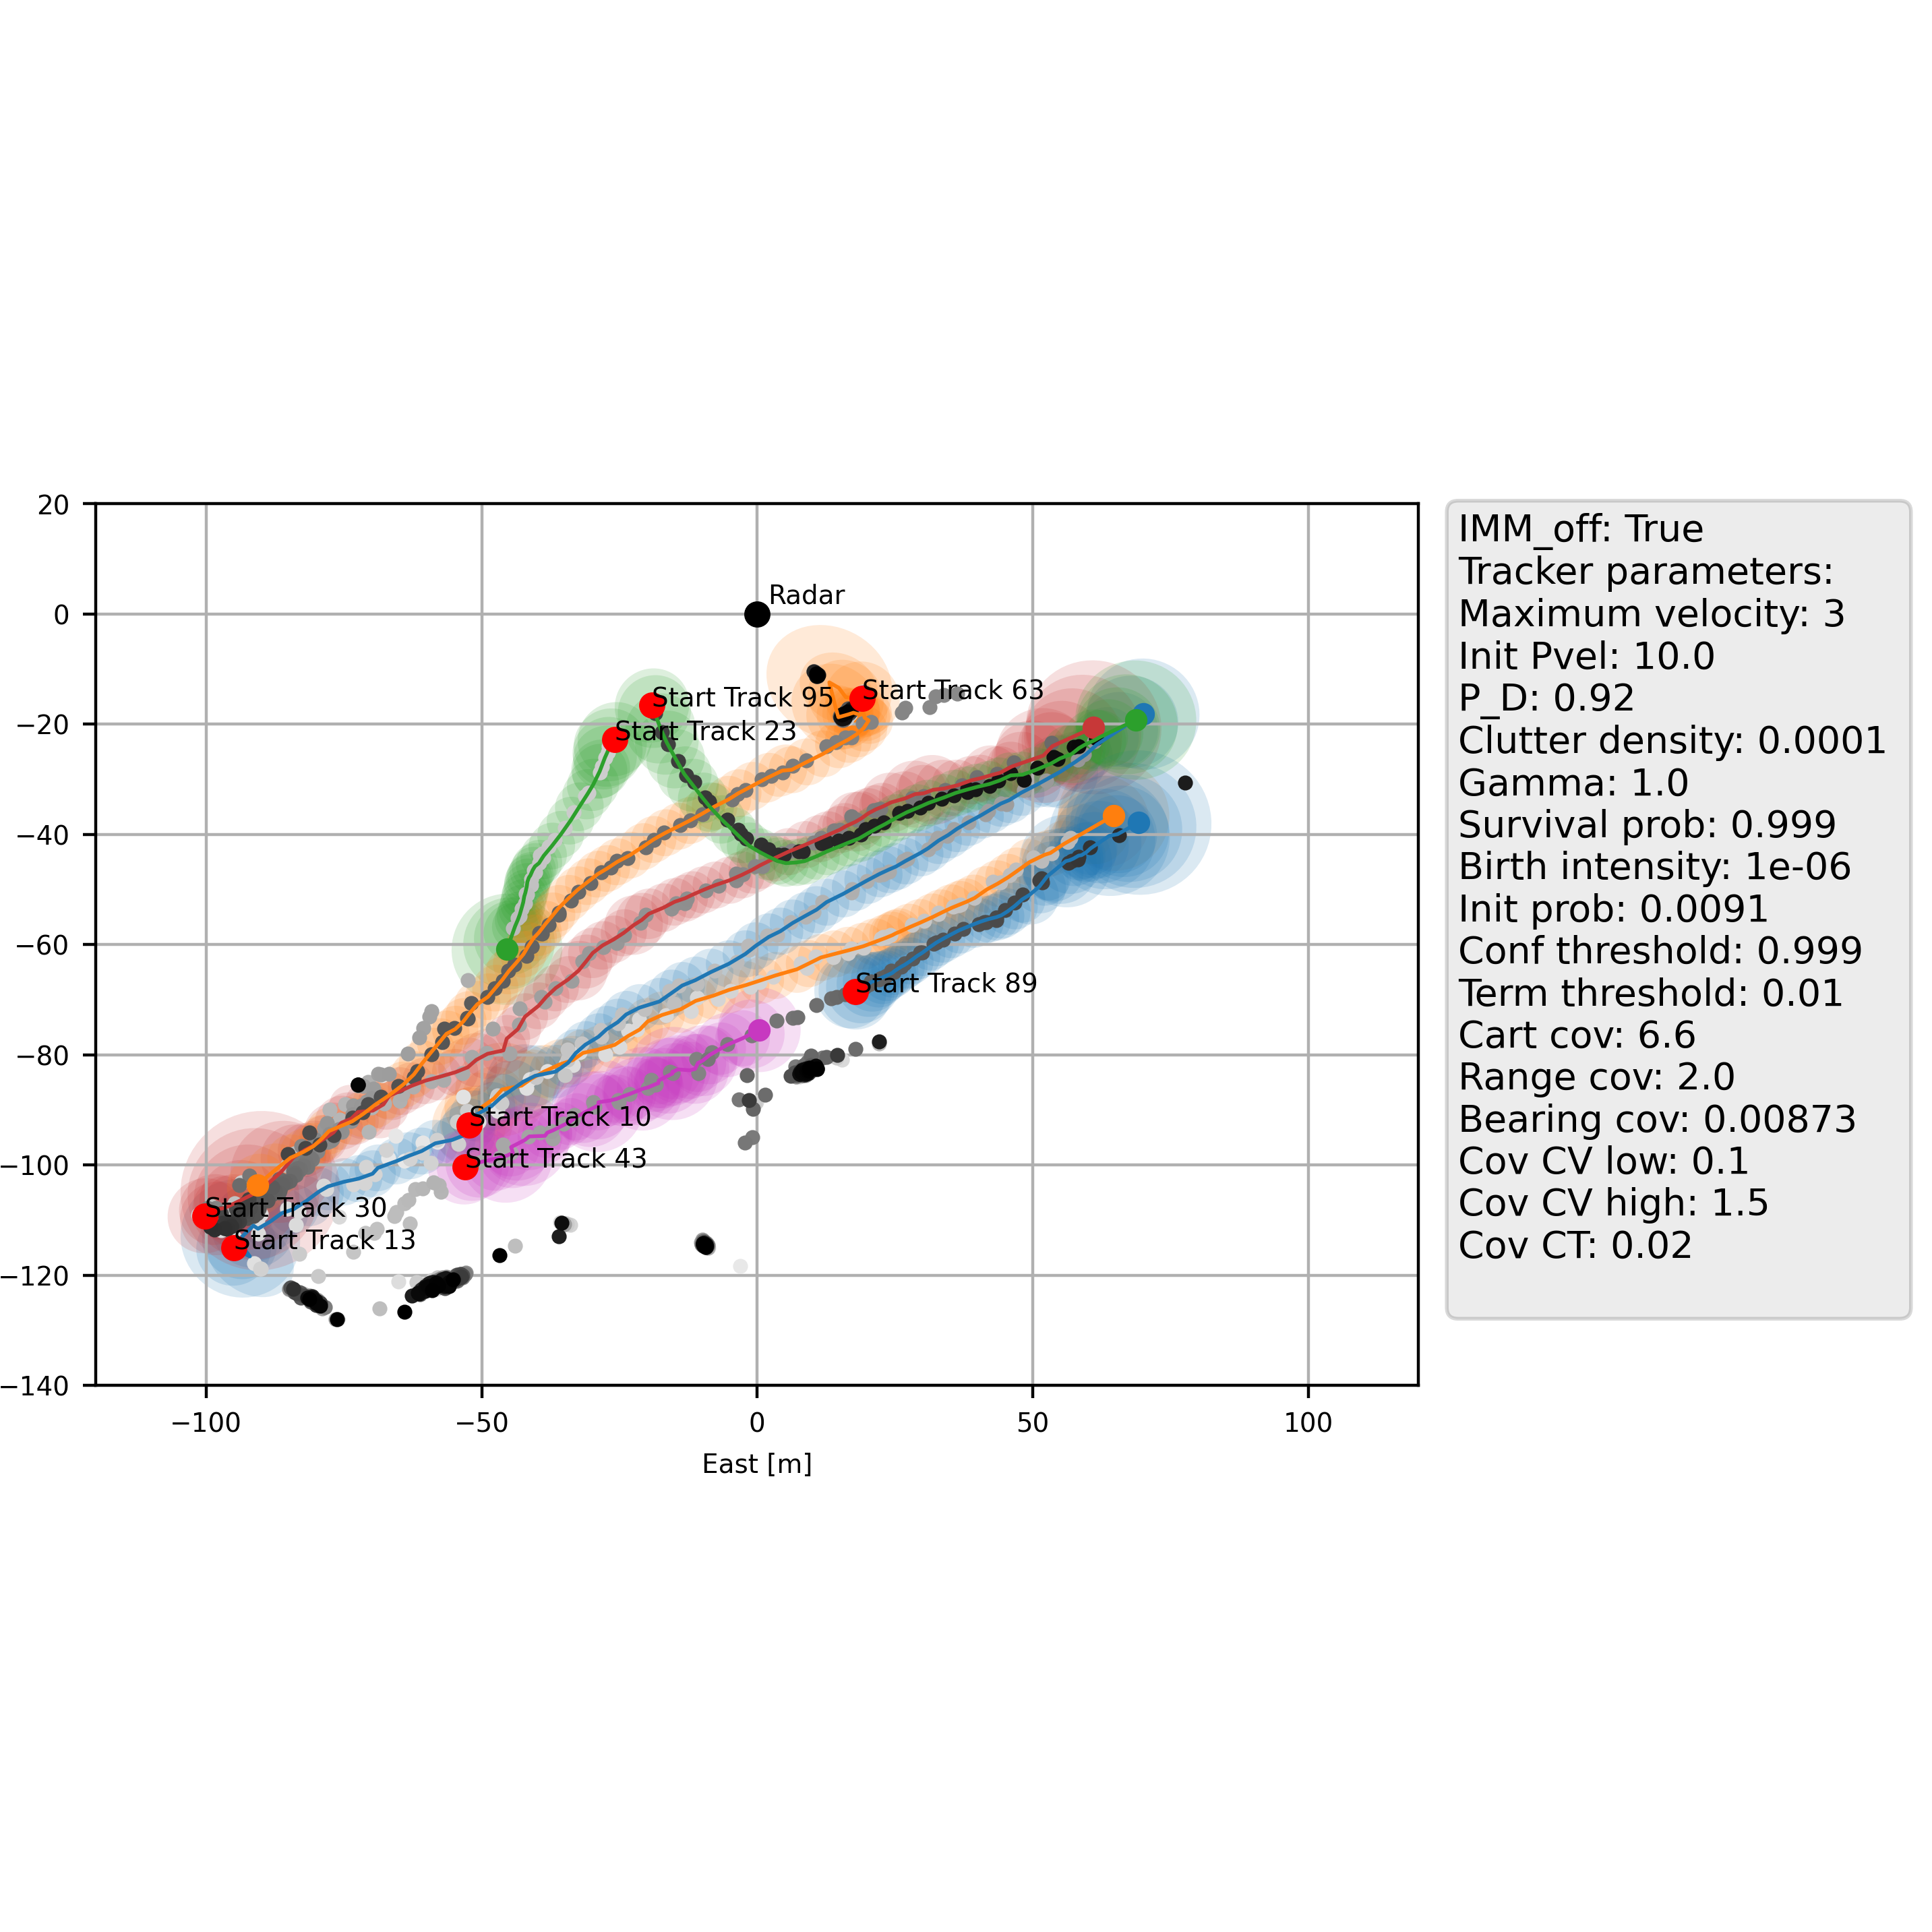 20
0
−20
−40
−60
−80
−100
−120
−140
−100
−50
0
50
100
East [m]
Radar
Start Track 63
Start Track 95
Start Track 23
Start Track 89
Start Track 10
Start Track 43
Start Track 30
Start Track 13
IMM_off: True
Tracker parameters:
Maximum velocity: 3
Init Pvel: 10.0
P_D: 0.92
Clutter density: 0.0001
Gamma: 1.0
Survival prob: 0.999
Birth intensity: 1e-06
Init prob: 0.0091
Conf threshold: 0.999
Term threshold: 0.01
Cart cov: 6.6
Range cov: 2.0
Bearing cov: 0.00873
Cov CV low: 0.1
Cov CV high: 1.5
Cov CT: 0.02